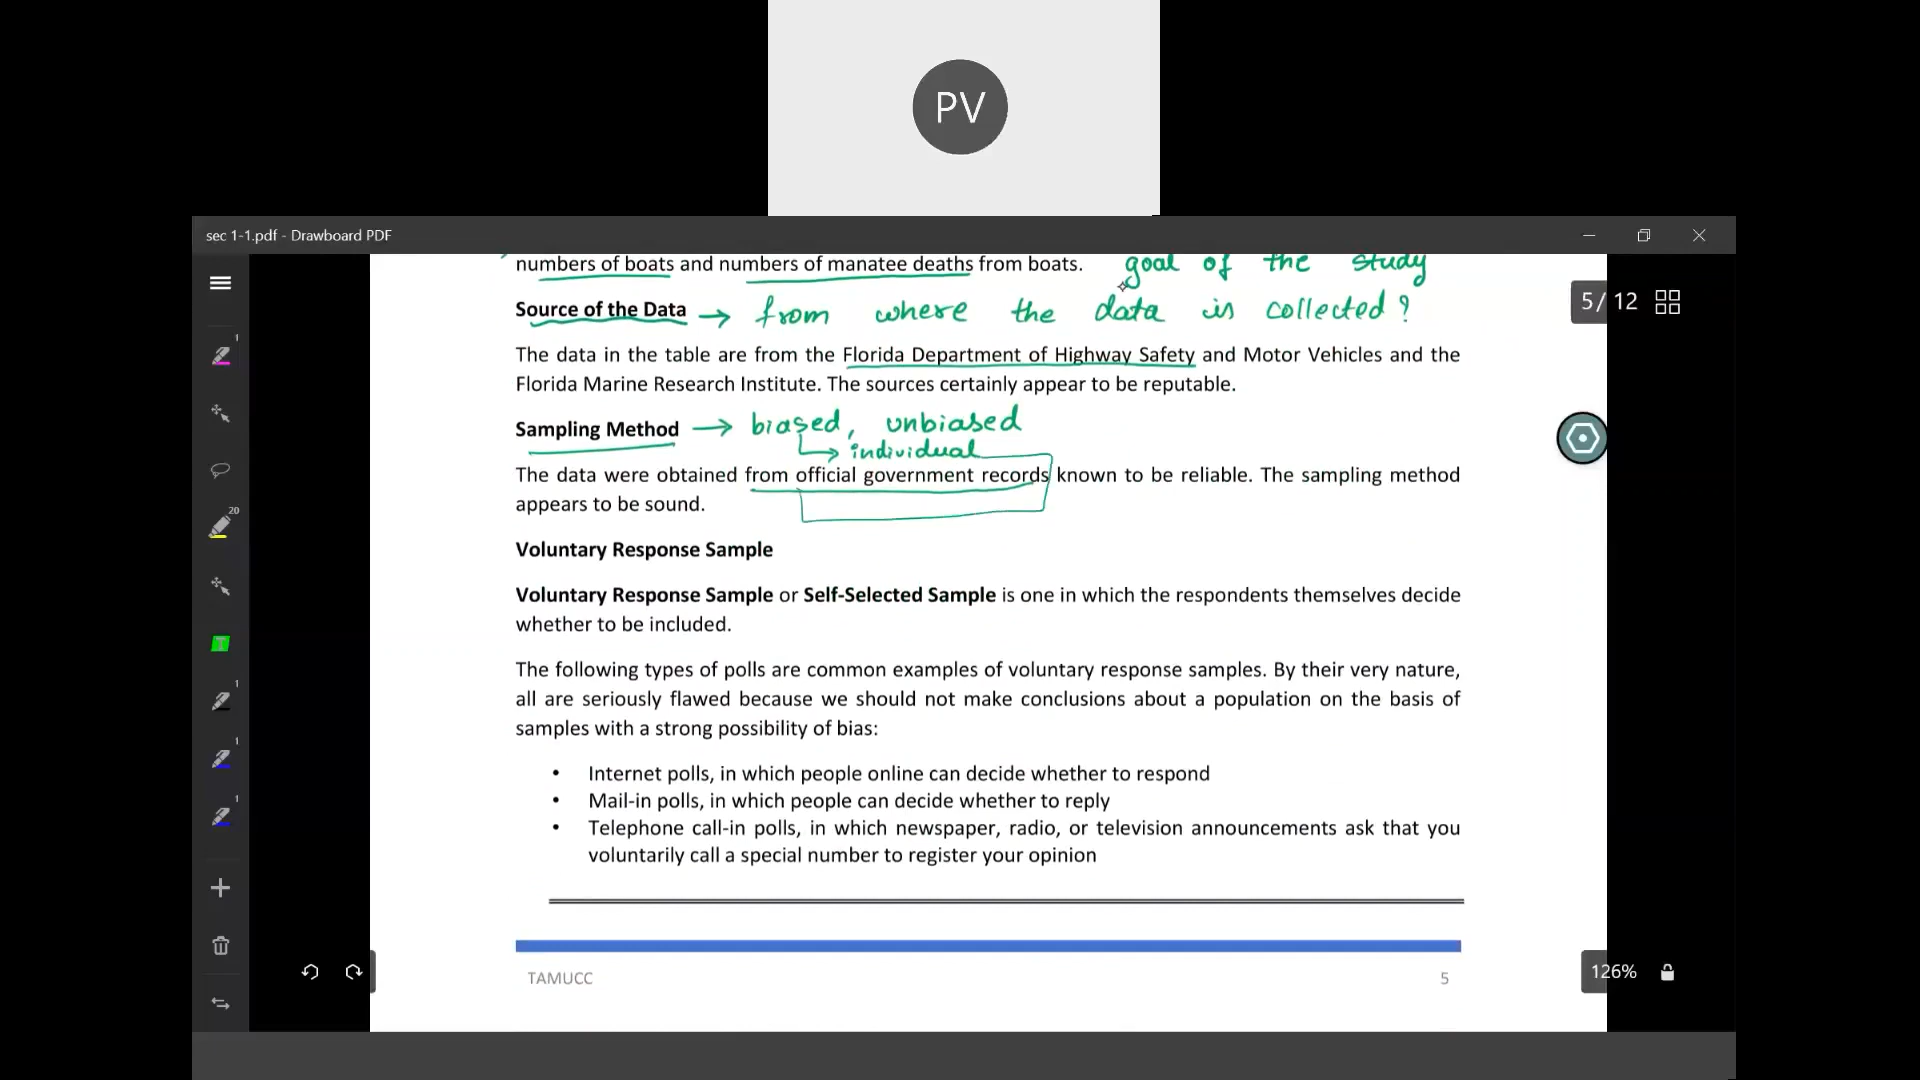 PV
sec 1-1.pdf - Drawboard PDF
numbers of boats and numbers of manatee deaths from boats. goal of the study
5 / 12
Source of the Data → from where the data is collected ?
The data in the table are from the Florida Department of Highway Safety and Motor Vehicles and the
Florida Marine Research Institute. The sources certainly appear to be reputable.
Sampling Method → biased, unbiased
individual
The data were obtained from official government records known to be reliable. The sampling method
appears to be sound.
Voluntary Response Sample
Voluntary Response Sample or Self-Selected Sample is one in which the respondents themselves decide
whether to be included.
The following types of polls are common examples of voluntary response samples. By their very nature,
all are seriously flawed because we should not make conclusions about a population on the basis of
samples with a strong possibility of bias:
• Internet polls, in which people online can decide whether to respond
• Mail-in polls, in which people can decide whether to reply
• Telephone call-in polls, in which newspaper, radio, or television announcements ask that you
voluntarily call a special number to register your opinion
TAMUCC 5
126%
1
20
T
1
1
1